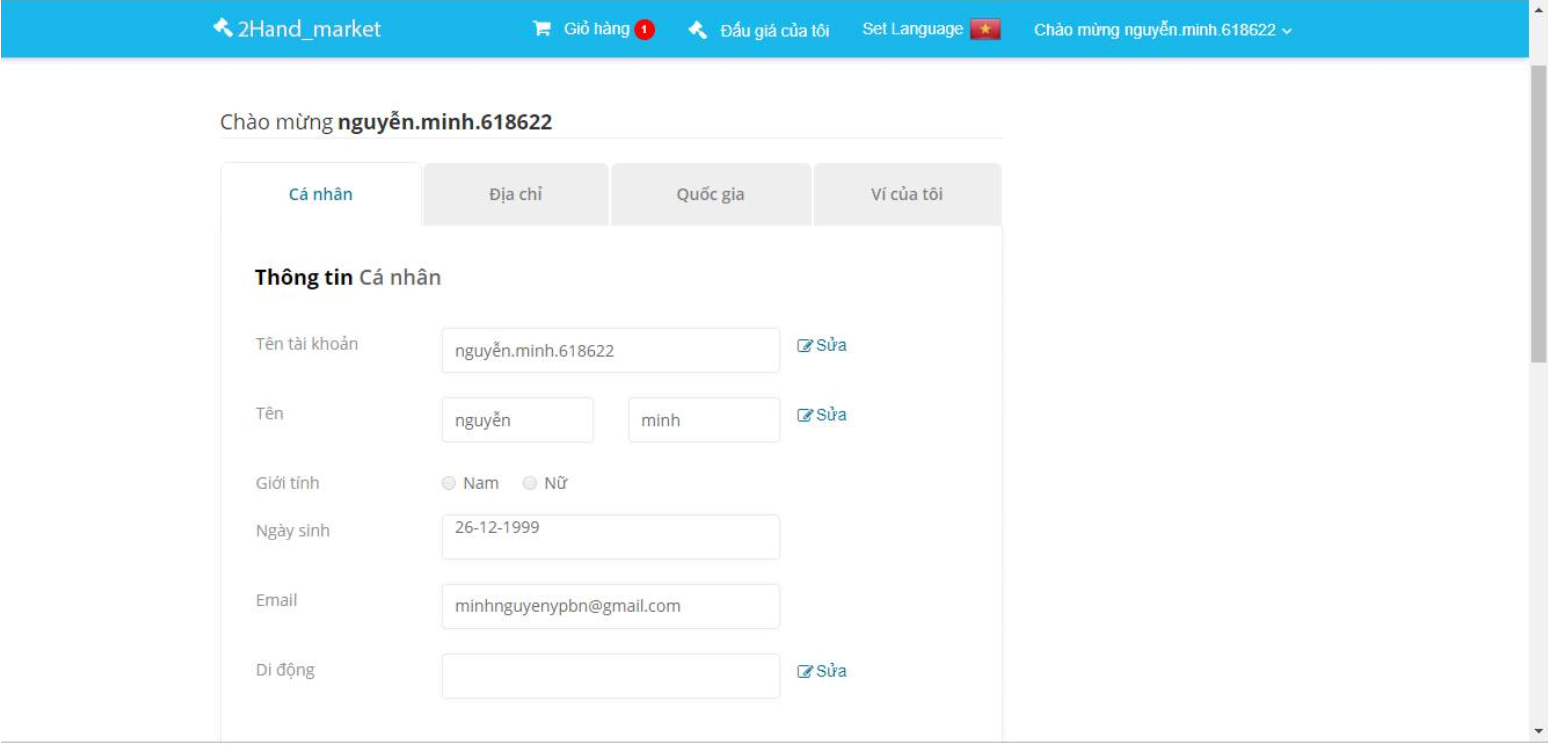 2Hand_market Giỏ hàng 1 Đấu giá của tôi Set Language Chào mừng nguyễn.minh.618622
Chào mừng nguyễn.minh.618622
Cá nhân Địa chỉ Quốc gia Ví của tôi
Thông tin Cá nhân
Tên tài khoản nguyễn.minh.618622 Sửa
Tên nguyễn minh Sửa
Giới tính Nam Nữ
Ngày sinh 26-12-1999
Email minhnguyenypbn@gmail.com
Di động Sửa